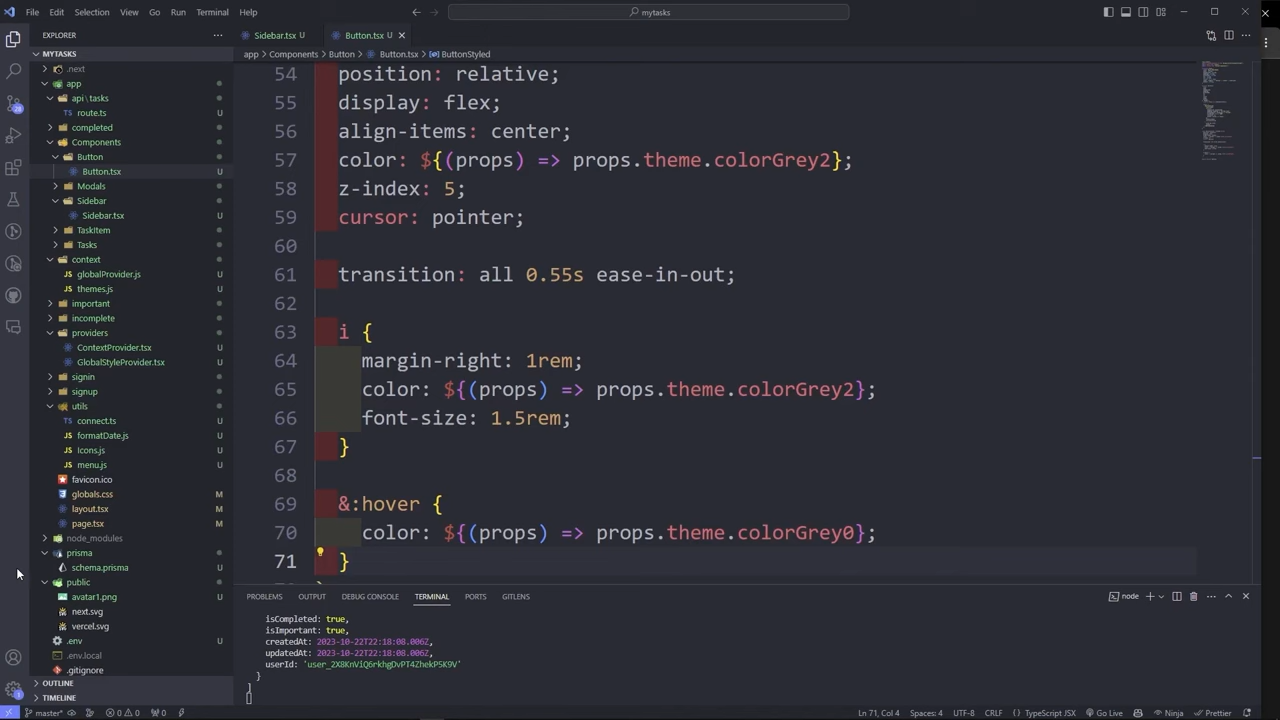 File Edit Selection View Go Run Terminal Help
mytasks
EXPLORER
MYTASKS
.next
app
api\tasks
route.ts U
completed
Components
Button
Button.tsx U
Modals
Sidebar
Sidebar.tsx U
TaskItem
Tasks
context
globalProvider.js U
themes.js U
important
incomplete
providers
ContextProvider.tsx U
GlobalStyleProvider.tsx U
signin
signup
utils
connect.ts U
formatDate.js U
Icons.js U
menu.js U
favicon.ico
globals.css M
layout.tsx M
page.tsx M
node_modules
prisma
schema.prisma U
public
avatar1.png U
next.svg
vercel.svg
.env U
.env.local
.gitignore
OUTLINE
TIMELINE
Sidebar.tsx U
Button.tsx U
app > Components > Button > Button.tsx > ButtonStyled
54 position: relative;
55 display: flex;
56 align-items: center;
57 color: ${(props) => props.theme.colorGrey2};
58 z-index: 5;
59 cursor: pointer;
60
61 transition: all 0.55s ease-in-out;
62
63 i {
64 margin-right: 1rem;
65 color: ${(props) => props.theme.colorGrey2};
66 font-size: 1.5rem;
67 }
68
69 &:hover {
70 color: ${(props) => props.theme.colorGrey0};
71 }
PROBLEMS OUTPUT DEBUG CONSOLE TERMINAL PORTS GITLENS
node
isCompleted: true,
isImportant: true,
createdAt: 2023-10-22T22:18:08.006Z,
updatedAt: 2023-10-22T22:18:08.006Z,
userId: 'user_2X8KnViQ6rkhgDvPT4ZhekP5K9V'
}
]
master* 0 0 0 Ln 71, Col 4 Spaces: 4 UTF-8 CRLF TypeScript JSX Go Live Ninja Prettier